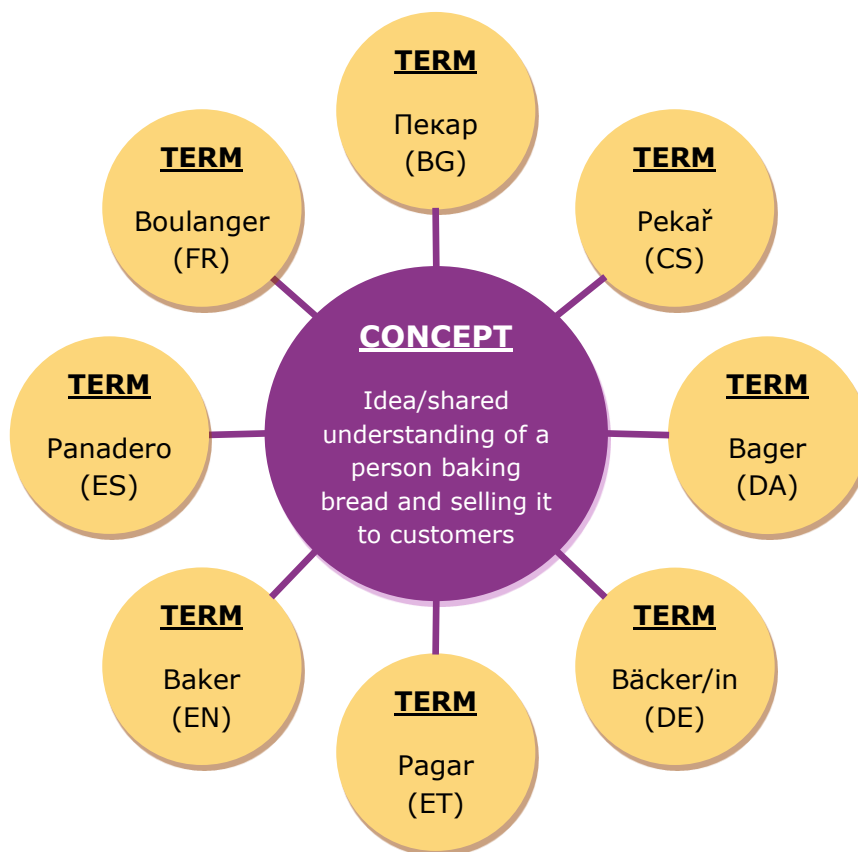 TERM
Пекар
(BG)
TERM
Pekař
(CS)
TERM
Bager
(DA)
TERM
Bäcker/in
(DE)
TERM
Pagar
(ET)
TERM
Baker
(EN)
TERM
Panadero
(ES)
TERM
Boulanger
(FR)
CONCEPT
Idea/shared
understanding of a
person baking
bread and selling it
to customers